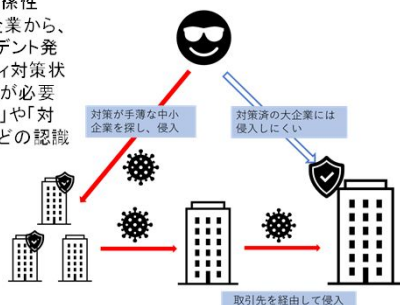 係性
企業から、
デント発
ィ対策状
が必要
」や「対
どの認識
対策が手薄な中小
企業を探し、侵入
対策済の大企業には
侵入しにくい
取引先を経由して侵入